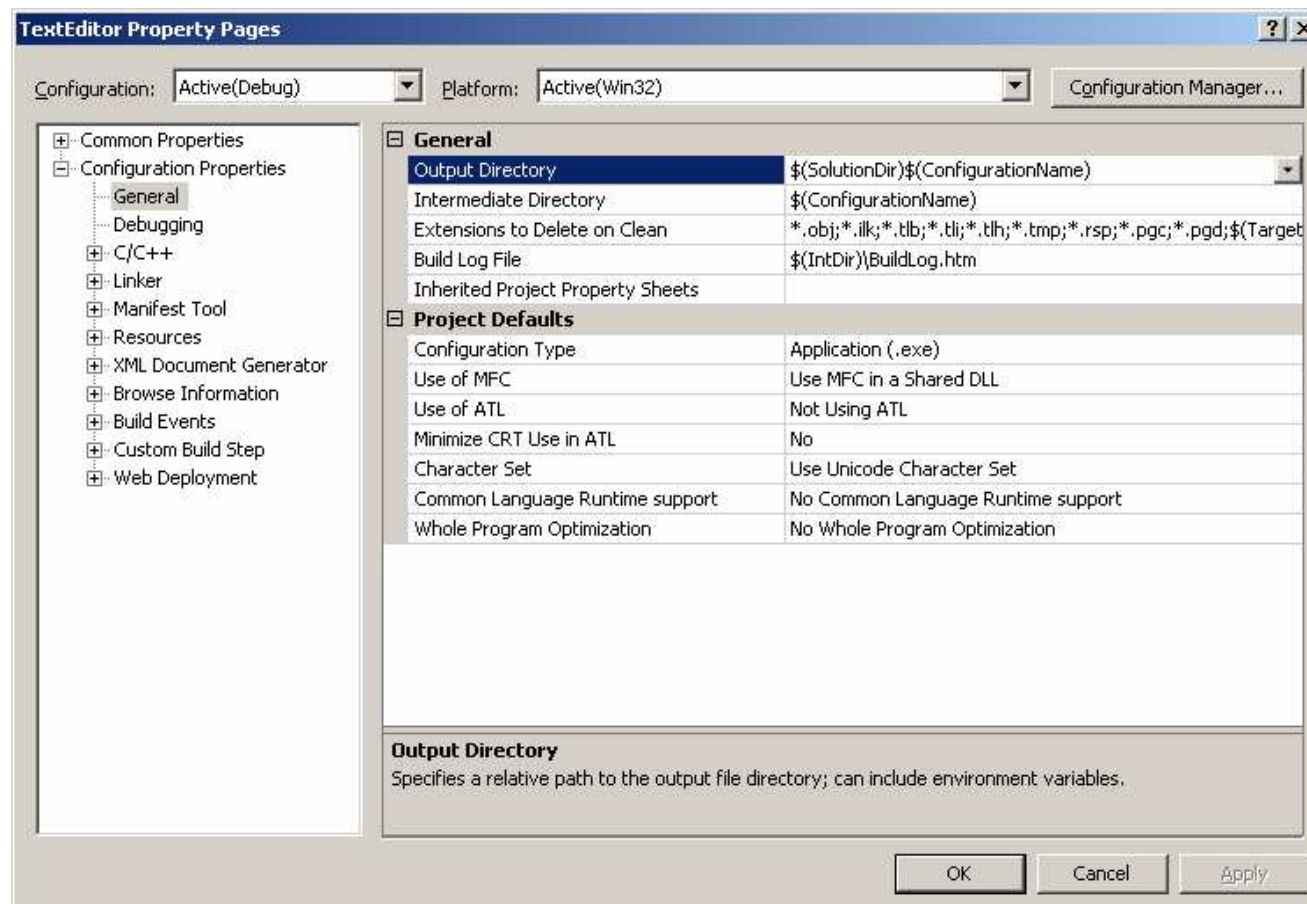 TextEditor Property Pages
Configuration: Active(Debug) Platform: Active(Win32) Configuration Manager...
Common Properties
Configuration Properties
General
Debugging
C/C++
Linker
Manifest Tool
Resources
XML Document Generator
Browse Information
Build Events
Custom Build Step
Web Deployment
General
Output Directory $(SolutionDir)$(ConfigurationName)
Intermediate Directory $(ConfigurationName)
Extensions to Delete on Clean *.obj;*.ilk;*.tlb;*.tli;*.tlh;*.tmp;*.rsp;*.pgc;*.pgd;$(Target
Build Log File $(IntDir)\BuildLog.htm
Inherited Project Property Sheets
Project Defaults
Configuration Type Application (.exe)
Use of MFC Use MFC in a Shared DLL
Use of ATL Not Using ATL
Minimize CRT Use in ATL No
Character Set Use Unicode Character Set
Common Language Runtime support No Common Language Runtime support
Whole Program Optimization No Whole Program Optimization
Output Directory
Specifies a relative path to the output file directory; can include environment variables.
OK Cancel Apply